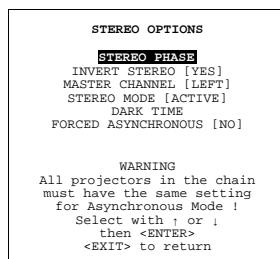 STEREO OPTIONS
STEREO PHASE
INVERT STEREO [YES]
MASTER CHANNEL [LEFT]
STEREO MODE [ACTIVE]
DARK TIME
FORCED ASYNCHRONOUS [NO]
WARNING
All projectors in the chain
must have the same setting
for Asynchronous Mode !
Select with ↑ or ↓
then <ENTER>
<EXIT> to return